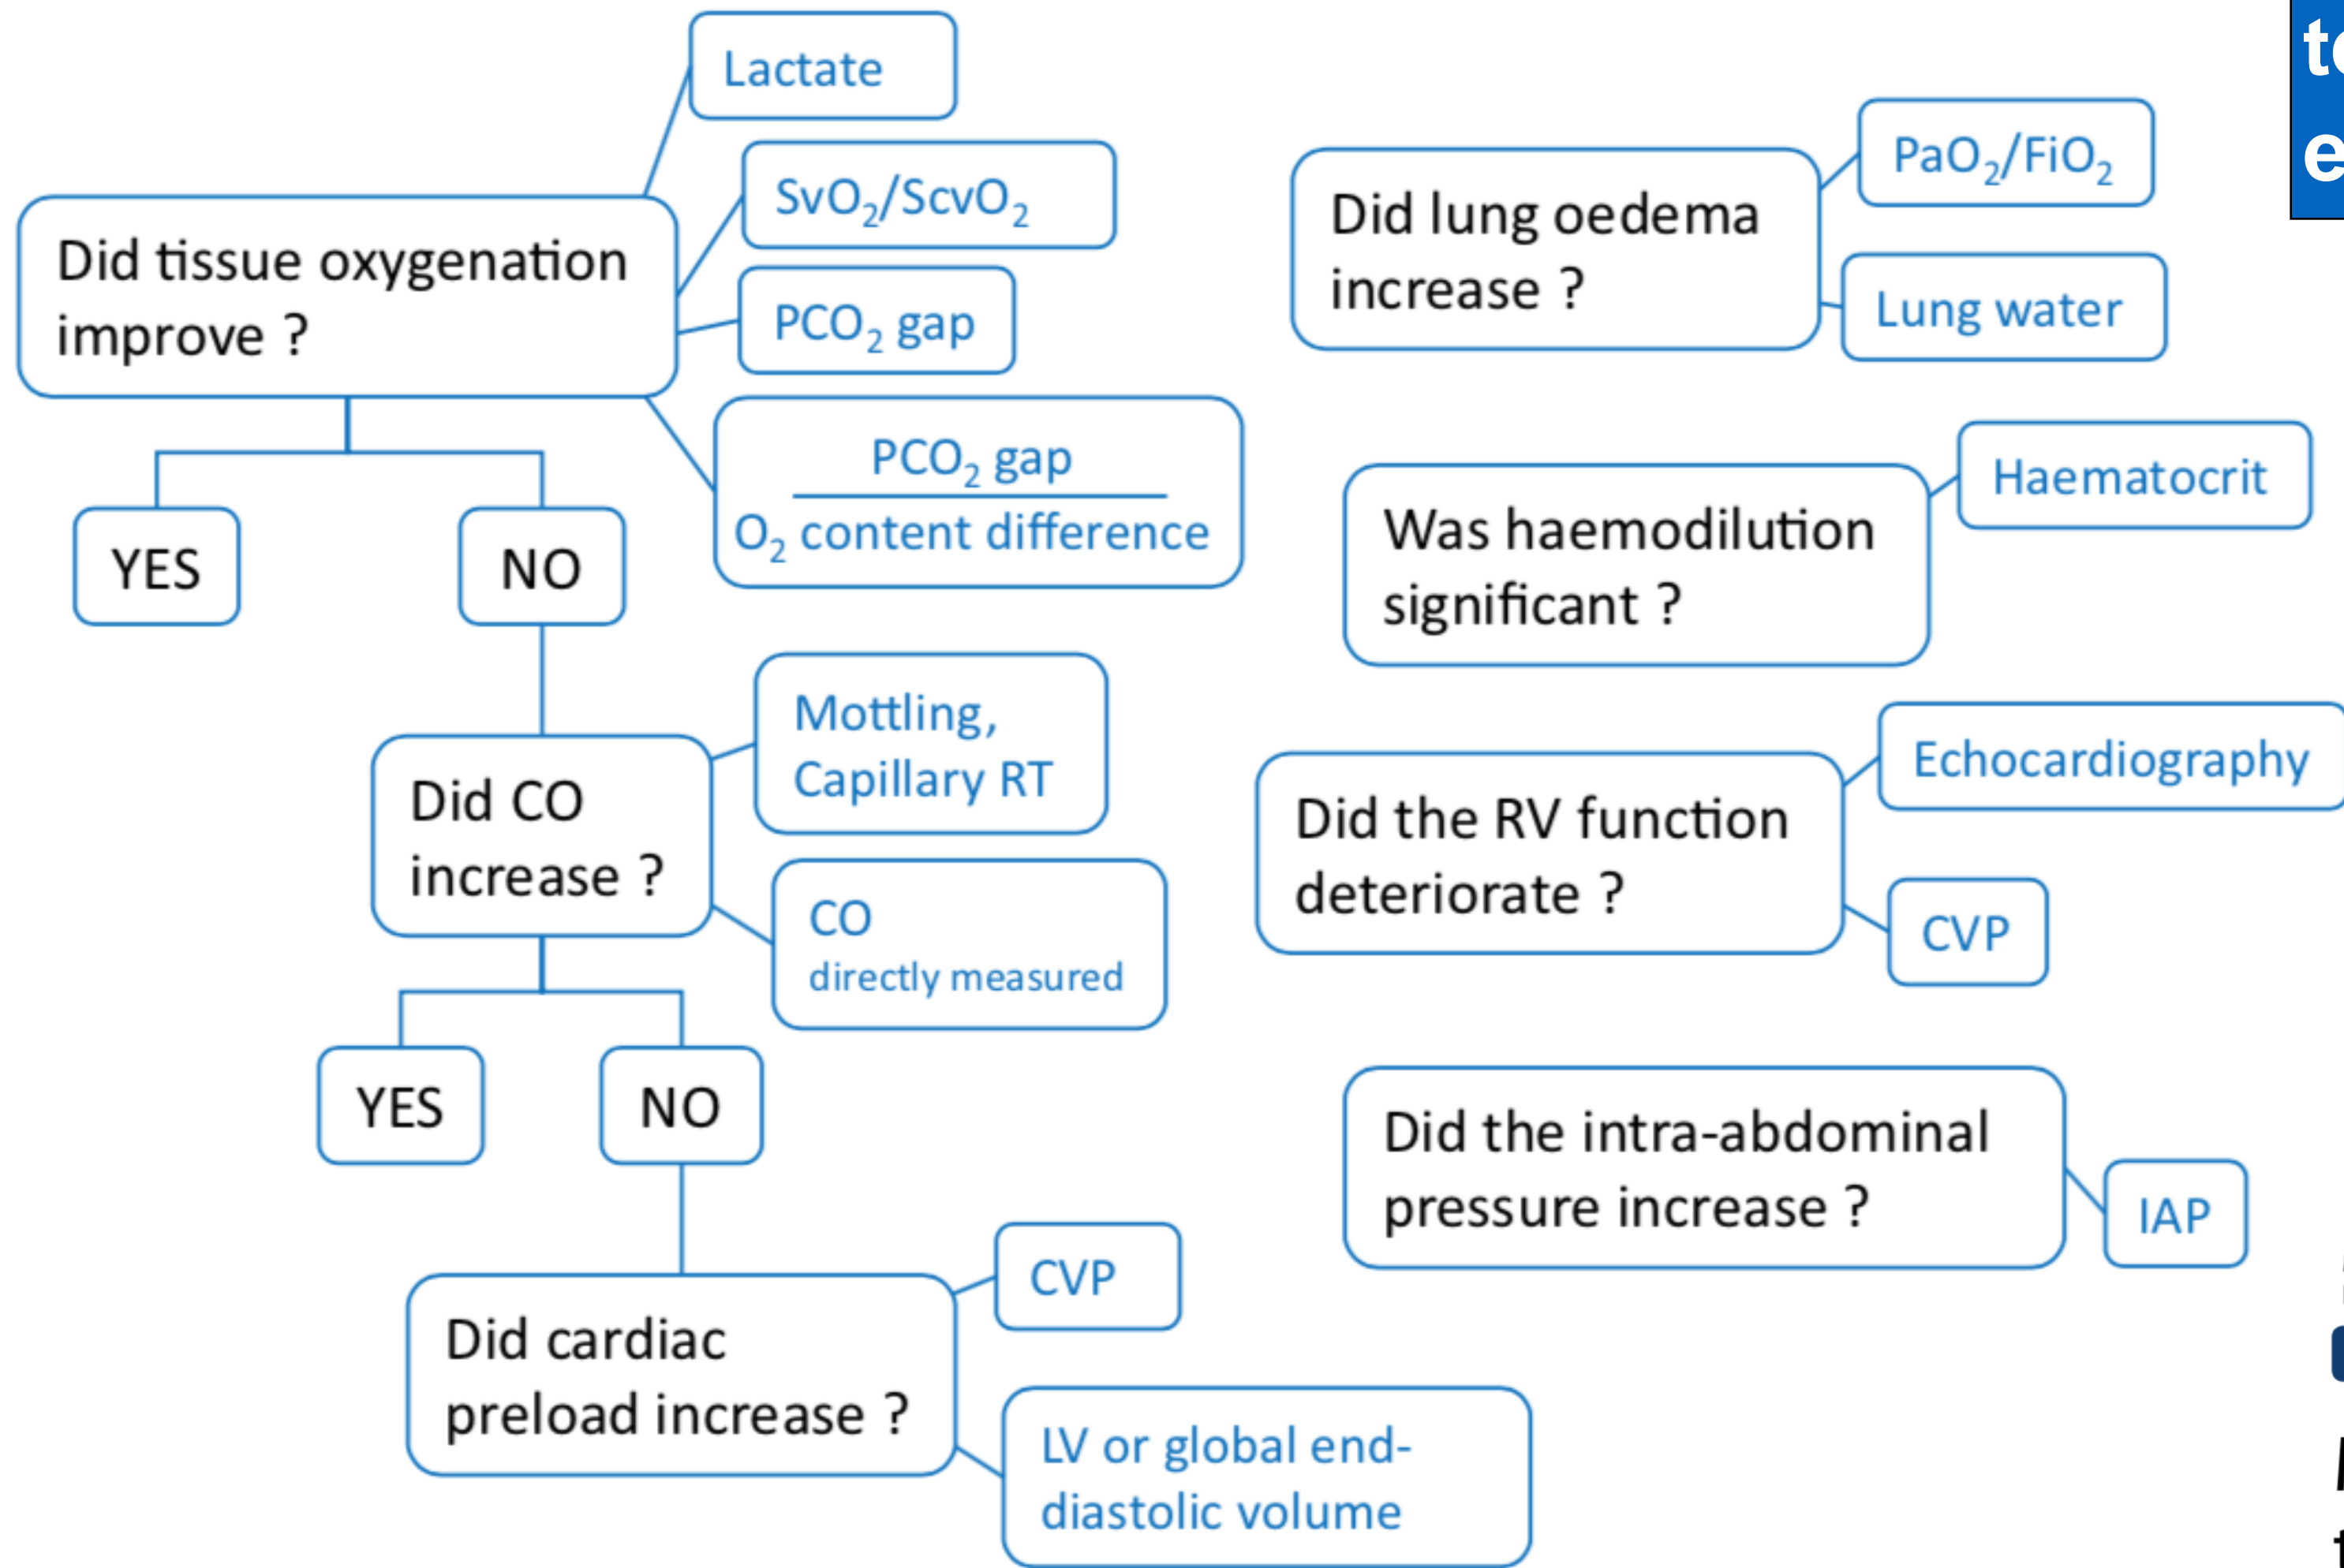 Lactate
SvO₂/ScvO₂
Did tissue oxygenation
improve ?
PCO₂ gap
PCO₂ gap
O₂ content difference
YES
NO
Mottling,
Capillary RT
Did CO
increase ?
CO
directly measured
YES
NO
CVP
Did cardiac
preload increase ?
LV or global end-
diastolic volume
PaO₂/FiO₂
Did lung oedema
increase ?
Lung water
Haematocrit
Was haemodilution
significant ?
Echocardiography
Did the RV function
deteriorate ?
CVP
Did the intra-abdominal
pressure increase ?
IAP